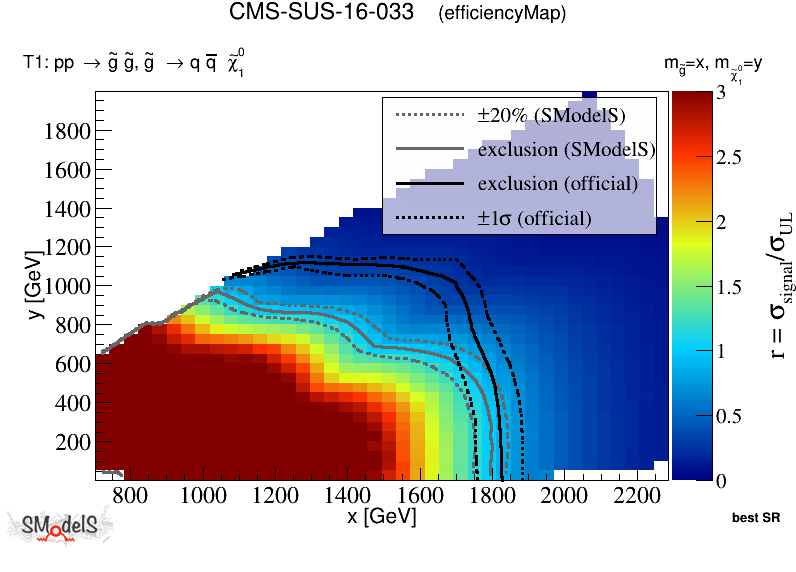 CMS-SUS-16-033 (efficiencyMap)
T1: pp → g̃ g̃, g̃ → q q̅ χ̃₁⁰
m_g̃=x, m_χ̃₁⁰=y
±20% (SModelS)
exclusion (SModelS)
exclusion (official)
±1σ (official)
y [GeV]
1800
1600
1400
1200
1000
800
600
400
200
800 1000 1200 1400 1600 1800 2000 2200
x [GeV]
3
2.5
2
1.5
1
0.5
0
r = σ_signal/σ_UL
best SR
SModelS